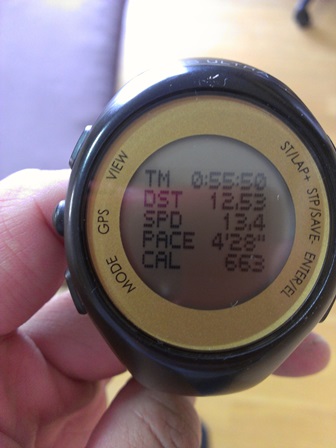 VIEW
GPS
MODE
ST/LAP+
STP/SAVE-
ENTER/EL
TM 0:55:50
DST 12,53
SPD 13,4
PACE 4'28"
CAL 663